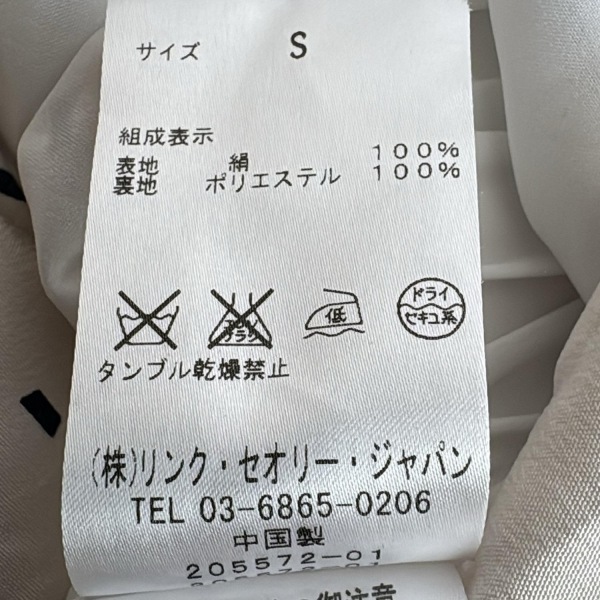 サイズ S
組成表示
表地 絹 100%
裏地 ポリエステル 100%
低
ドライ
セキユ系
タンブル乾燥禁止
(株)リンク・セオリー・ジャパン
TEL 03-6865-0206
中国製
205572-01
御注意